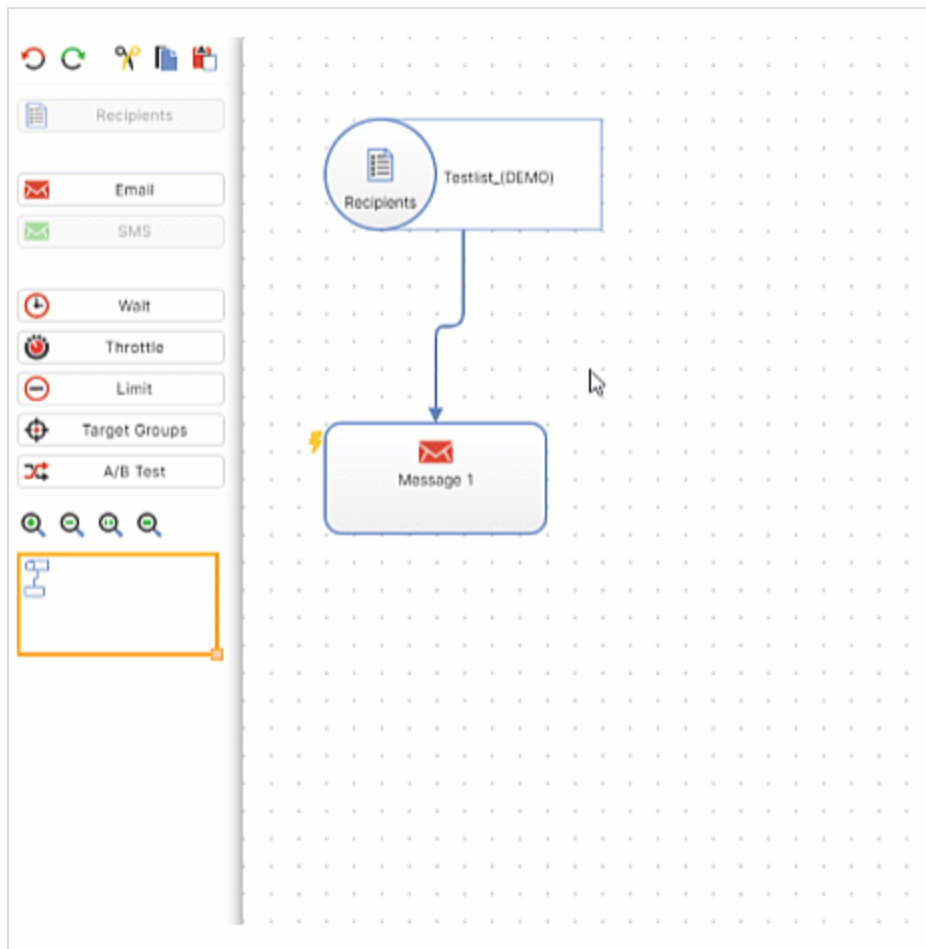 Recipients
Email
SMS
Wait
Throttle
Limit
Target Groups
A/B Test
Recipients
Testlist_(DEMO)
Message 1